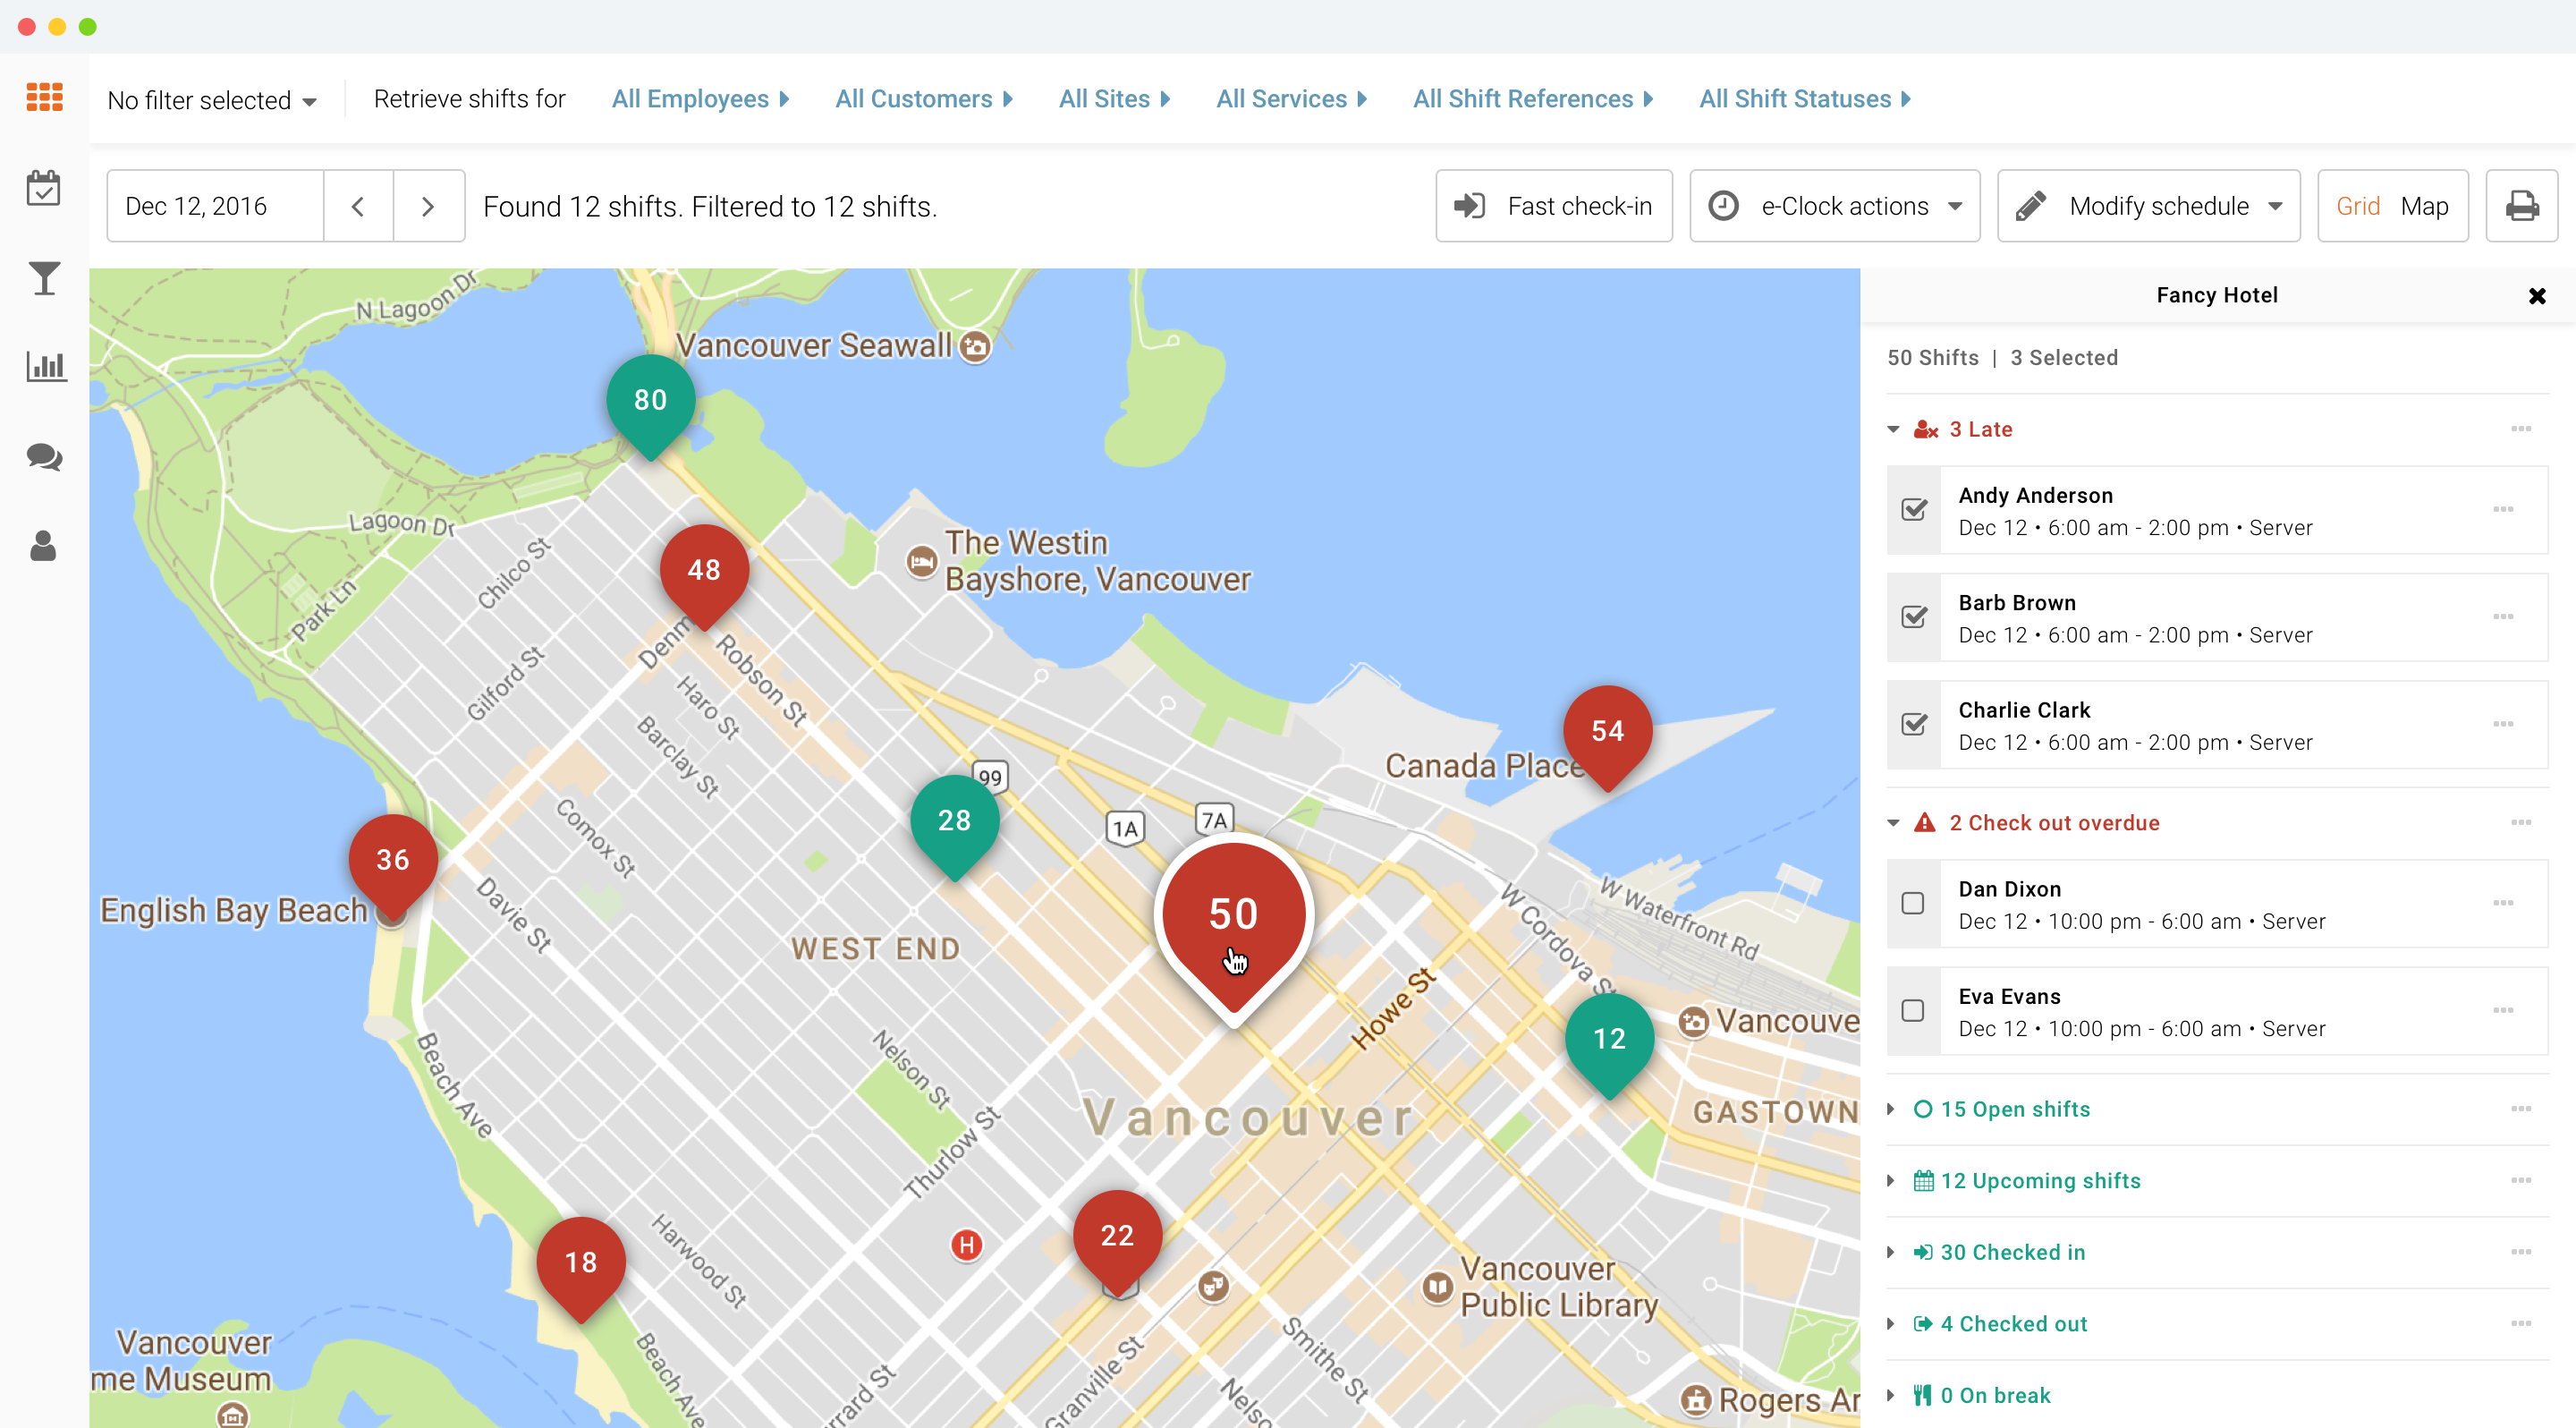 No filter selected
Retrieve shifts for
All Employees
All Customers
All Sites
All Services
All Shift References
All Shift Statuses
Dec 12, 2016
Found 12 shifts. Filtered to 12 shifts.
Fast check-in
e-Clock actions
Modify schedule
Grid
Map
N Lagoon Dr
Vancouver Seawall
80
Lagoon Dr
Chilco St
48
The Westin
Bayshore, Vancouver
Park Ln
Gilford St
Denm
Robson St
Haro St
Barclay St
54
Canada Place
99
28
1A
7A
36
Comox St
English Bay Beach
Davie St
WEST END
50
W Cordova St
W Waterfront Rd
Howe St
12
Vancouve
Beach Ave
Nelson St
Thurlow St
Vancouver
GASTOWN
18
Harwood St
H
22
Vancouver
Public Library
Vancouver
me Museum
Beach Ave
rrard St
Granville St
Nelso
Smithe St
Rogers Ar
Fancy Hotel
50 Shifts | 3 Selected
3 Late
Andy Anderson
Dec 12 • 6:00 am - 2:00 pm • Server
Barb Brown
Dec 12 • 6:00 am - 2:00 pm • Server
Charlie Clark
Dec 12 • 6:00 am - 2:00 pm • Server
2 Check out overdue
Dan Dixon
Dec 12 • 10:00 pm - 6:00 am • Server
Eva Evans
Dec 12 • 10:00 pm - 6:00 am • Server
15 Open shifts
12 Upcoming shifts
30 Checked in
4 Checked out
0 On break